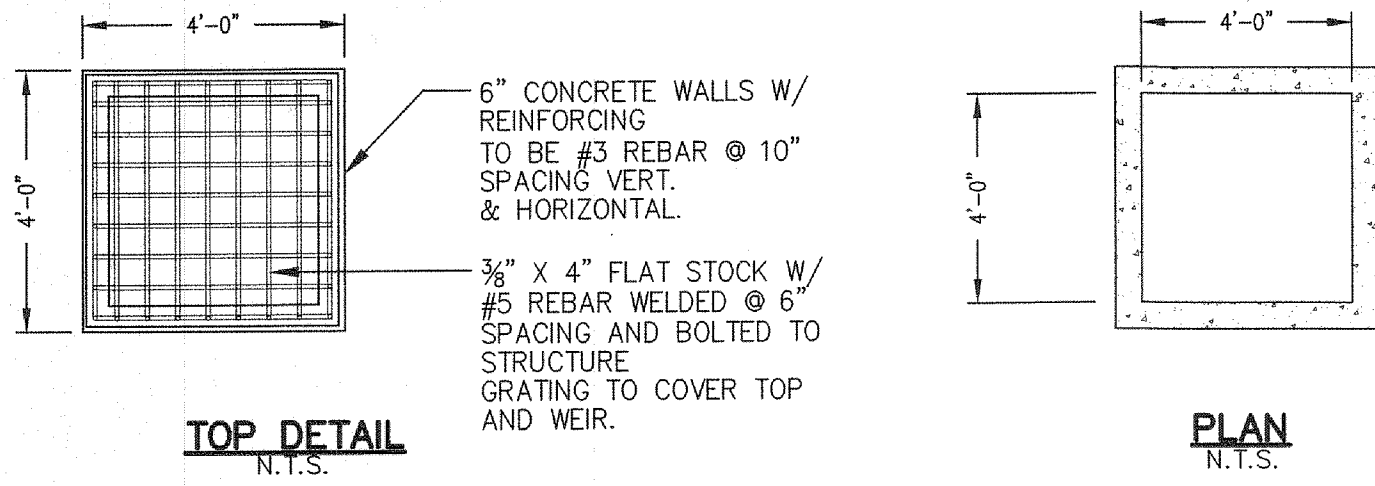 4'-0"
4'-0"
6" CONCRETE WALLS W/
REINFORCING
TO BE #3 REBAR @ 10"
SPACING VERT.
& HORIZONTAL.
⅜" X 4" FLAT STOCK W/
#5 REBAR WELDED @ 6"
SPACING AND BOLTED TO
STRUCTURE
GRATING TO COVER TOP
AND WEIR.
TOP DETAIL
N.T.S.
4'-0"
4'-0"
PLAN
N.T.S.